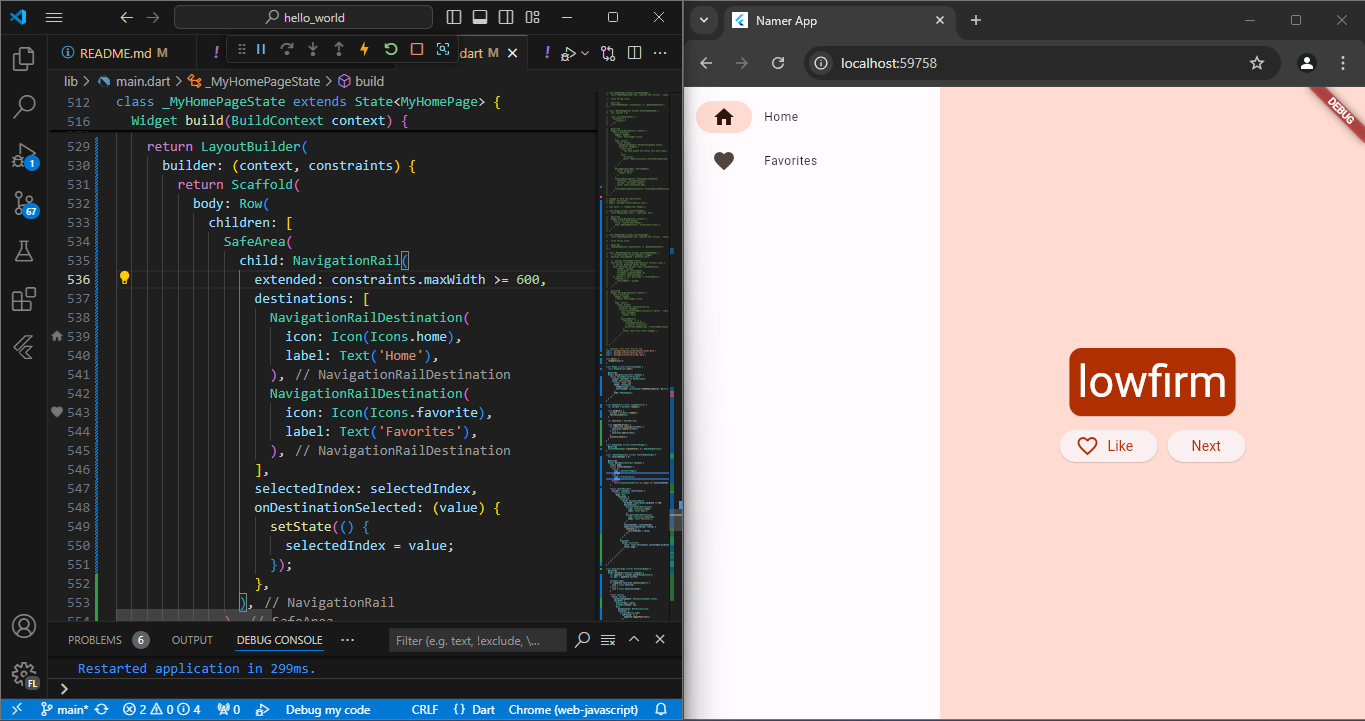 hello_world
README.md M
!
dart M
!
lib > main.dart > _MyHomePageState > build
512 class _MyHomePageState extends State<MyHomePage> {
516 Widget build(BuildContext context) {
529 return LayoutBuilder(
530 builder: (context, constraints) {
531 return Scaffold(
532 body: Row(
533 children: [
534 SafeArea(
535 child: NavigationRail(
536 extended: constraints.maxWidth >= 600,
537 destinations: [
538 NavigationRailDestination(
539 icon: Icon(Icons.home),
540 label: Text('Home'),
541 ), // NavigationRailDestination
542 NavigationRailDestination(
543 icon: Icon(Icons.favorite),
544 label: Text('Favorites'),
545 ), // NavigationRailDestination
546 ],
547 selectedIndex: selectedIndex,
548 onDestinationSelected: (value) {
549 setState(() {
550 selectedIndex = value;
551 });
552 },
553 ), // NavigationRail
554 ), // SafeArea
1
67
FL
PROBLEMS 6 OUTPUT DEBUG CONSOLE ...
Filter (e.g. text, !exclude, \...
Restarted application in 299ms.
>
main* 2 0 4 0 Debug my code CRLF {} Dart Chrome (web-javascript)
Namer App
localhost:59758
DEBUG
Home
Favorites
lowfirm
Like Next